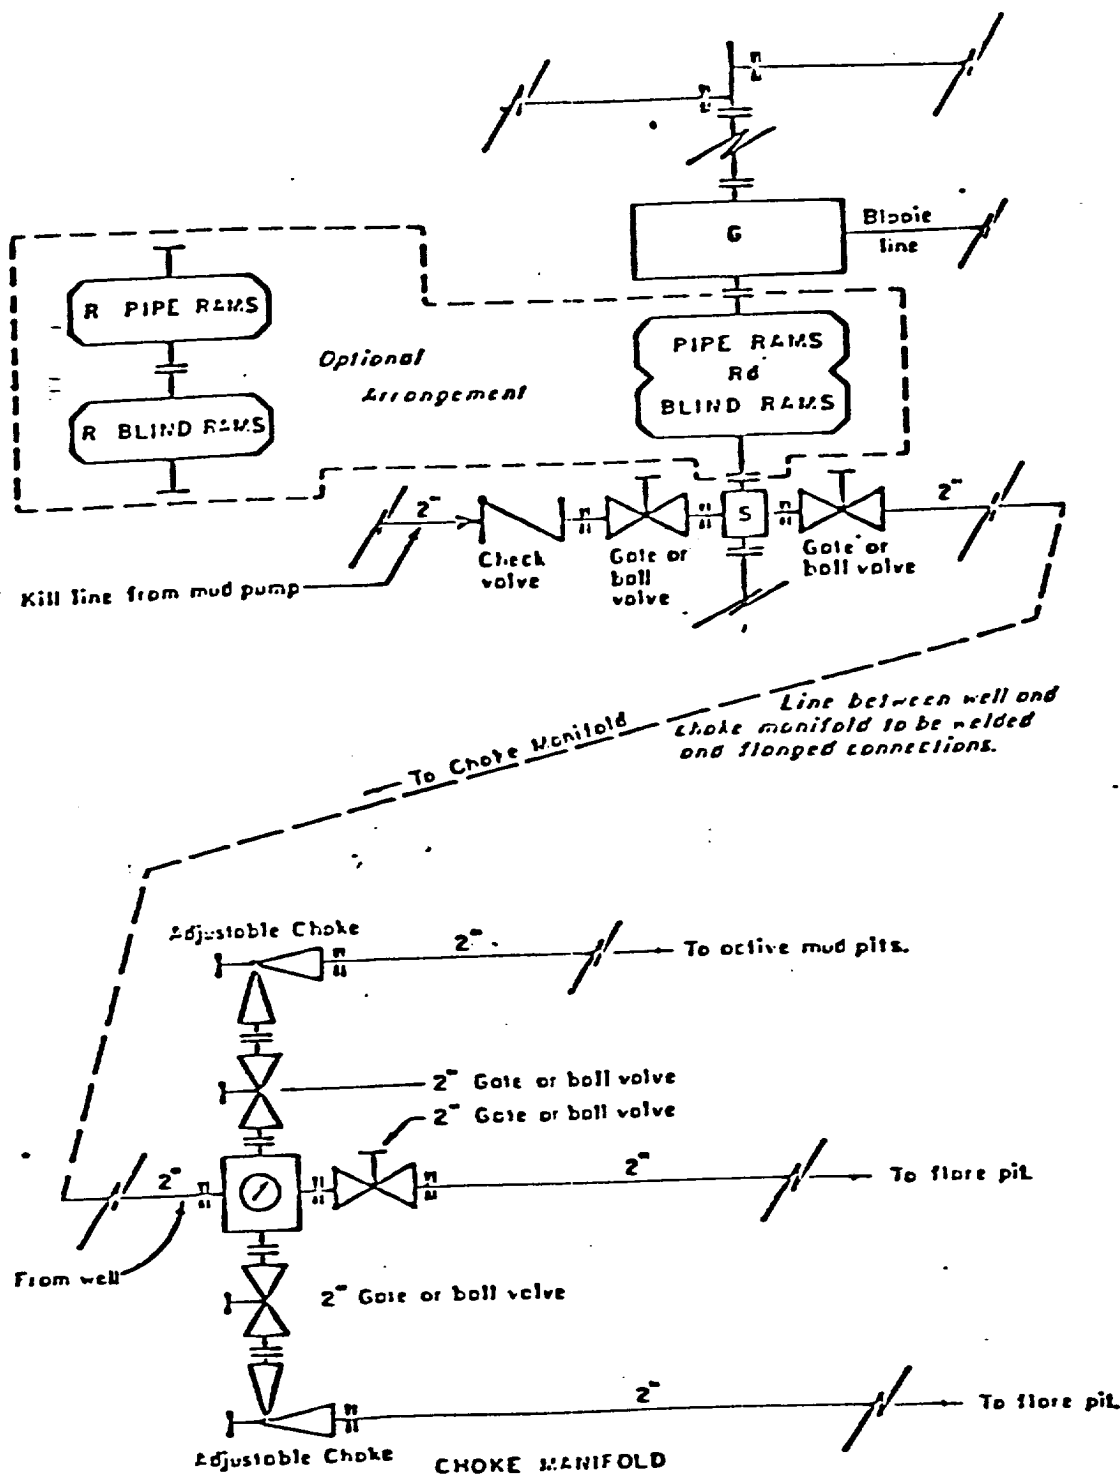 G
Blooie
line
R PIPE RAMS
PIPE RAMS
Rd
BLIND RAMS
Optional
Arrangement
R BLIND RAMS
2"
S
2"
Check
valve
Gate or
ball
valve
Gate or
ball valve
Kill line from mud pump
Line between well and
choke manifold to be welded
and flanged connections.
To Choke Manifold
Adjustable Choke
2"
To active mud pits.
2" Gate or ball valve
2" Gate or ball valve
2"
2"
To flare pit
From well
2" Gate or ball valve
2"
To flare pit
Adjustable Choke
CHOKE MANIFOLD